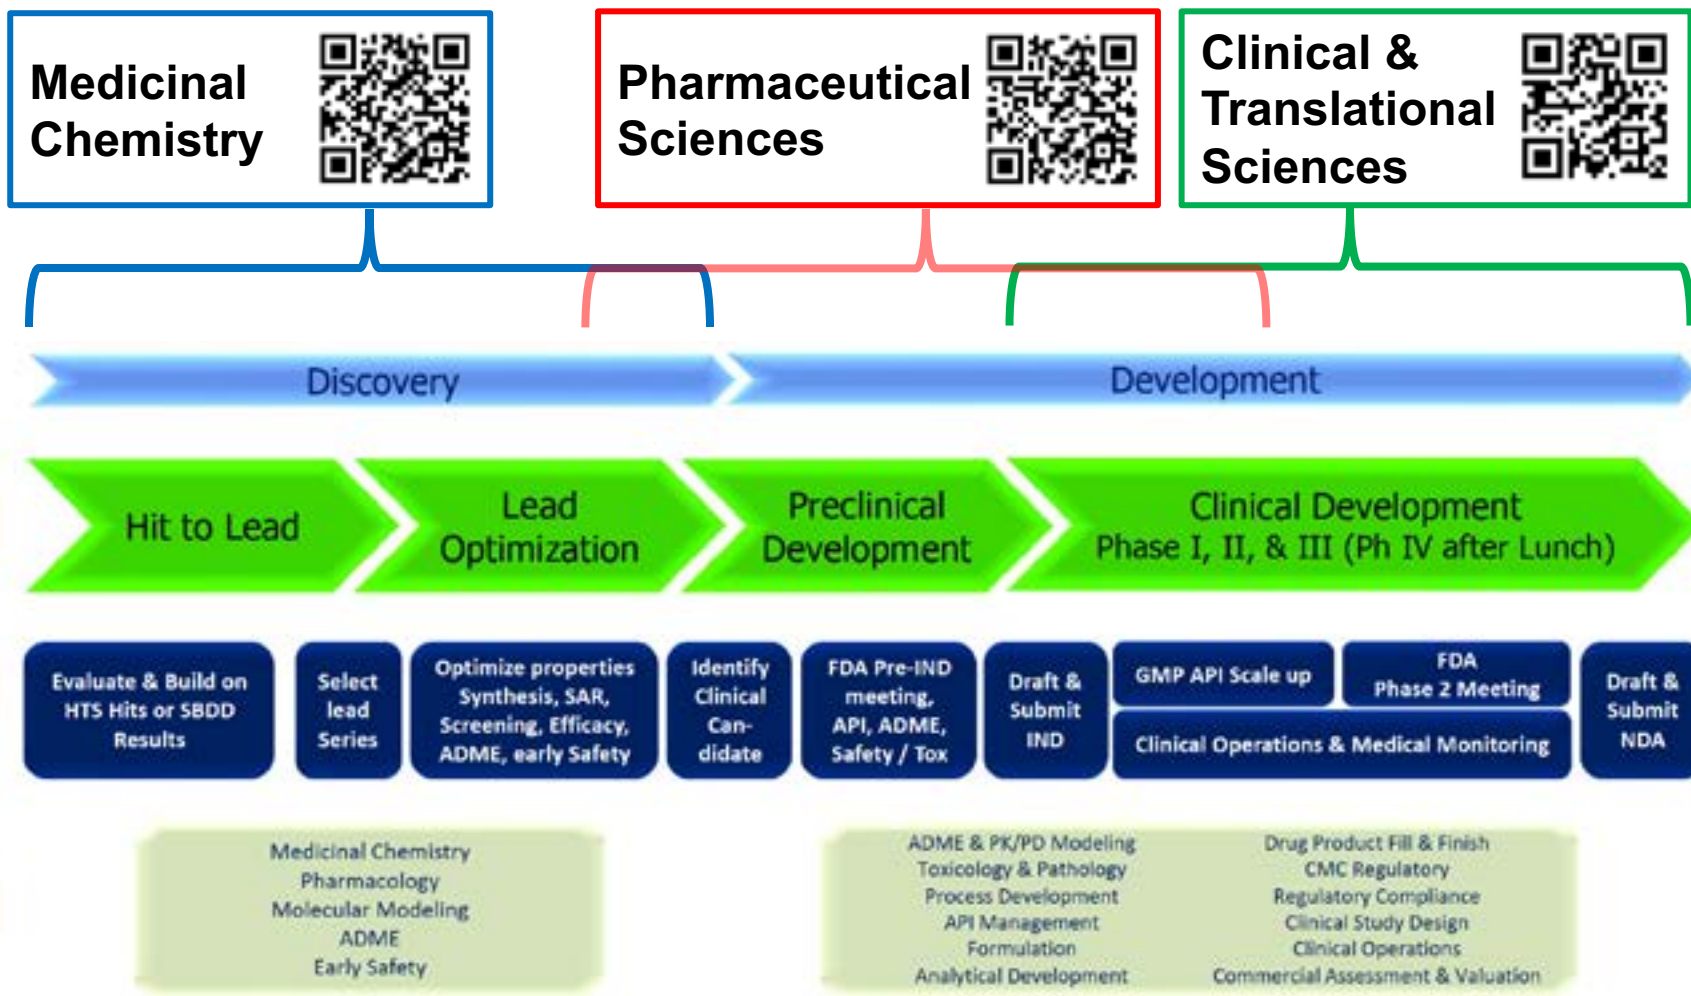 Medicinal
Chemistry
Pharmaceutical
Sciences
Clinical &
Translational
Sciences
Discovery
Development
Hit to Lead
Lead
Optimization
Preclinical
Development
Clinical Development
Phase I, II, & III (Ph IV after Lunch)
Evaluate & Build on
HTS Hits or SBDD
Results
Select
lead
Series
Optimize properties
Synthesis, SAR,
Screening, Efficacy,
ADME, early Safety
Identify
Clinical
Can-
didate
FDA Pre-IND
meeting,
API, ADME,
Safety / Tox
Draft &
Submit
IND
GMP API Scale up
FDA
Phase 2 Meeting
Clinical Operations & Medical Monitoring
Draft &
Submit
NDA
Medicinal Chemistry
Pharmacology
Molecular Modeling
ADME
Early Safety
ADME & PK/PD Modeling
Toxicology & Pathology
Process Development
API Management
Formulation
Analytical Development
Drug Product Fill & Finish
CMC Regulatory
Regulatory Compliance
Clinical Study Design
Clinical Operations
Commercial Assessment & Valuation